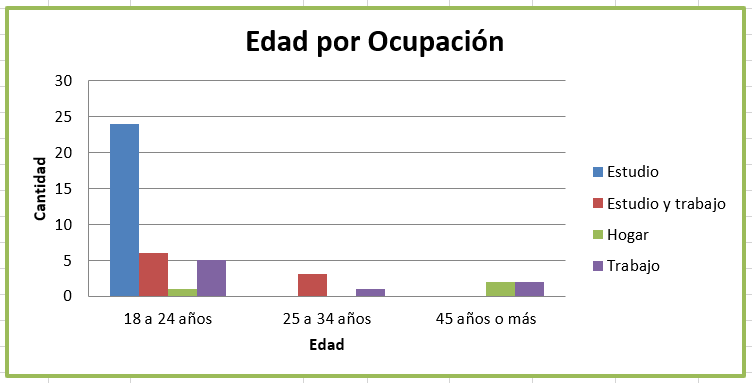 Edad por Ocupación
Cantidad
30
25
20
15
10
5
0
18 a 24 años
25 a 34 años
45 años o más
Edad
Estudio
Estudio y trabajo
Hogar
Trabajo